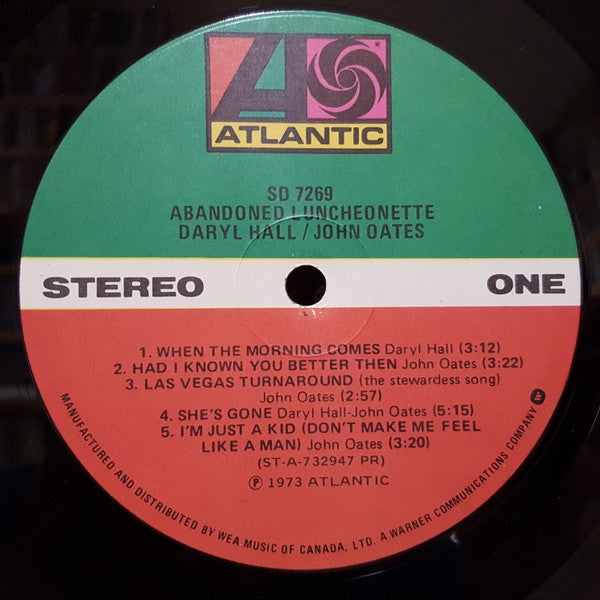 ATLANTIC
SD 7269
ABANDONED LUNCHEONETTE
DARYL HALL / JOHN OATES
STEREO
ONE
1. WHEN THE MORNING COMES Daryl Hall (3:12)
2. HAD I KNOWN YOU BETTER THEN John Oates (3:22)
3. LAS VEGAS TURNAROUND (the stewardess song)
John Oates (2:57)
4. SHE'S GONE Daryl Hall-John Oates (5:15)
5. I'M JUST A KID (DON'T MAKE ME FEEL
LIKE A MAN) John Oates (3:20)
(ST-A-732947 PR)
℗ 1973 ATLANTIC
MANUFACTURED AND DISTRIBUTED BY WEA MUSIC OF CANADA, LTD. A WARNER COMMUNICATIONS COMPANY